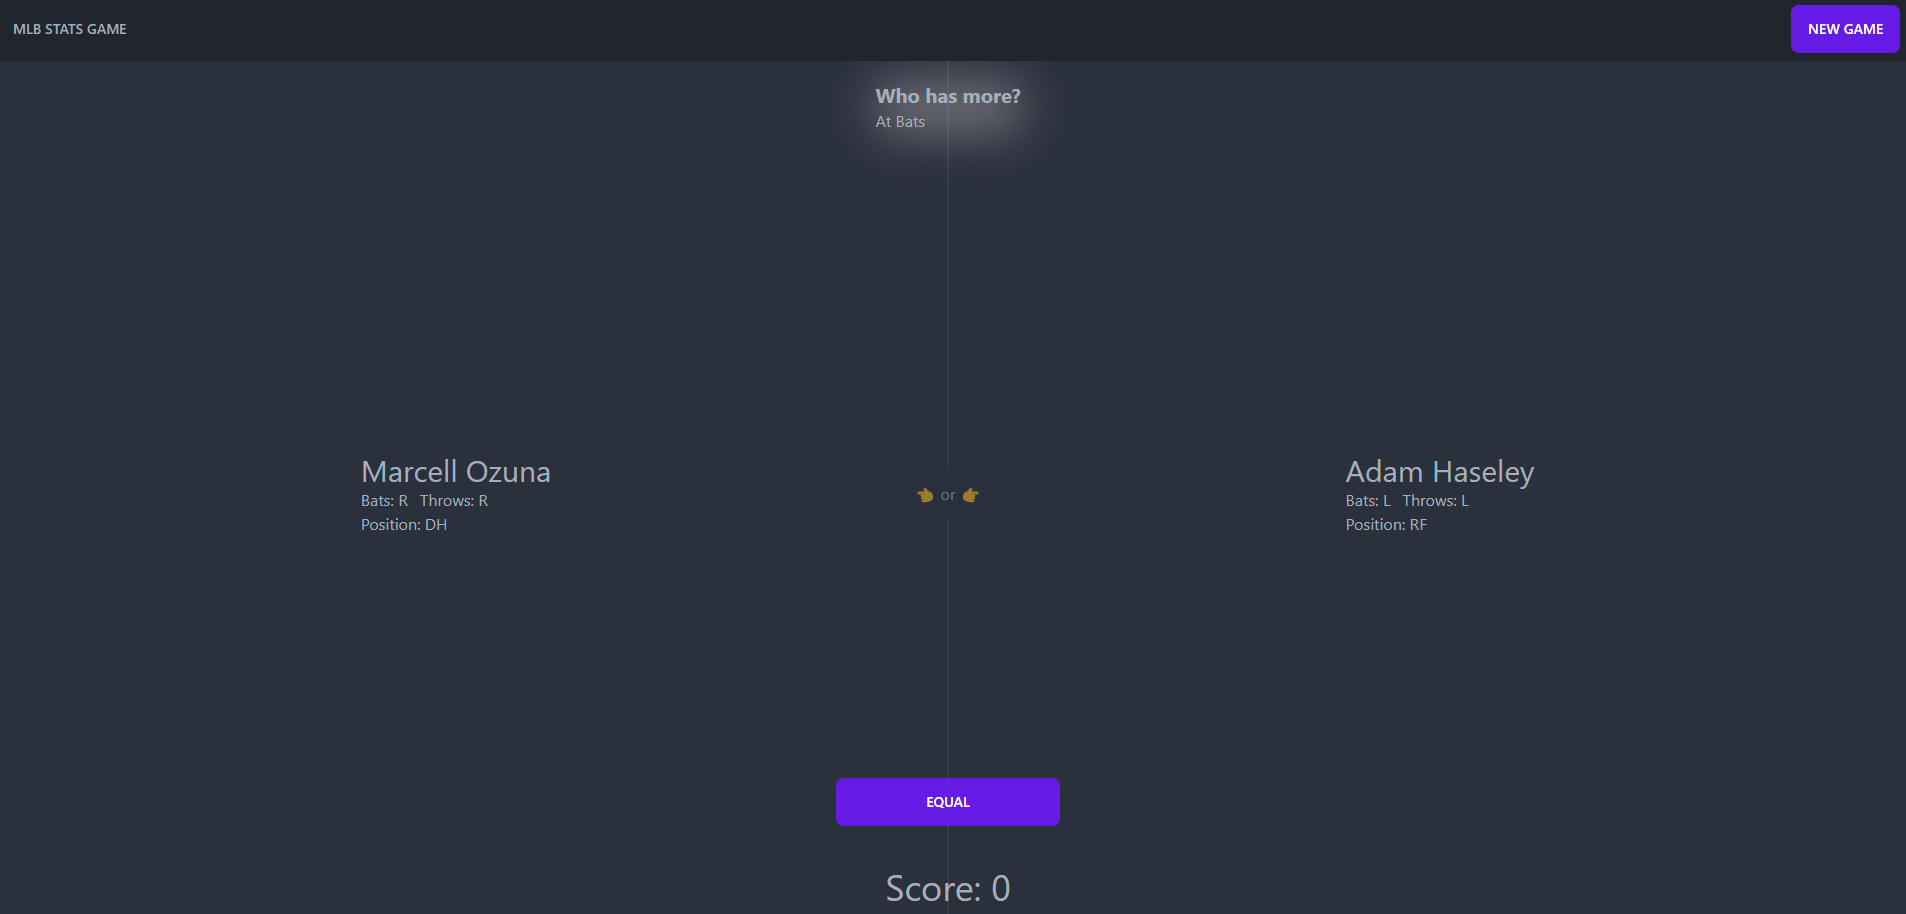 MLB STATS GAME
NEW GAME
Who has more?
At Bats
Marcell Ozuna
Bats: R Throws: R
Position: DH
👈 or 👉
Adam Haseley
Bats: L Throws: L
Position: RF
EQUAL
Score: 0